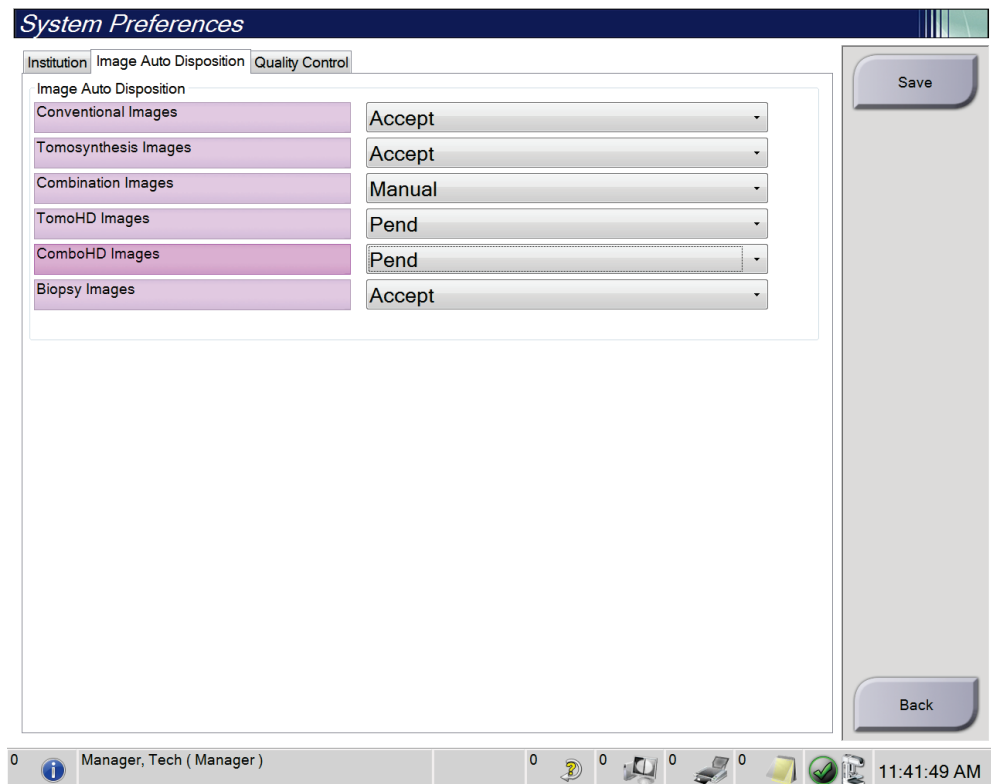 System Preferences
Institution Image Auto Disposition Quality Control
Save
Image Auto Disposition
Conventional Images Accept
Tomosynthesis Images Accept
Combination Images Manual
TomoHD Images Pend
ComboHD Images Pend
Biopsy Images Accept
Back
0 Manager, Tech ( Manager ) 0 0 0 0 11:41:49 AM